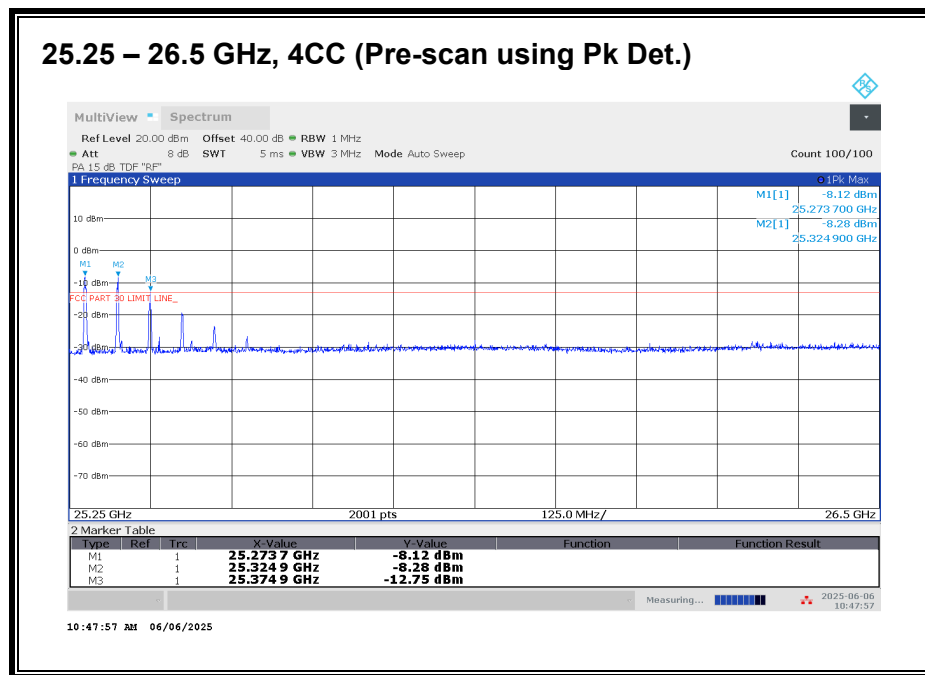 25.25 – 26.5 GHz, 4CC (Pre-scan using Pk Det.)
R&S
MultiView Spectrum
Ref Level 20.00 dBm Offset 40.00 dB RBW 1 MHz
Att 8 dB SWT 5 ms VBW 3 MHz Mode Auto Sweep Count 100/100
PA 15 dB TDF "RF"
1 Frequency Sweep 1Pk Max
M1[1] -8.12 dBm
25.273 700 GHz
M2[1] -8.28 dBm
25.324 900 GHz
10 dBm
0 dBm
M1 M2 M3
-10 dBm
FCC PART 30 LIMIT LINE_
-20 dBm
-30 dBm
-40 dBm
-50 dBm
-60 dBm
-70 dBm
25.25 GHz 2001 pts 125.0 MHz/ 26.5 GHz
2 Marker Table
Type Ref Trc X-Value Y-Value Function Function Result
M1 1 25.273 7 GHz -8.12 dBm
M2 1 25.324 9 GHz -8.28 dBm
M3 1 25.374 9 GHz -12.75 dBm
Measuring... 2025-06-06
10:47:57
10:47:57 AM 06/06/2025